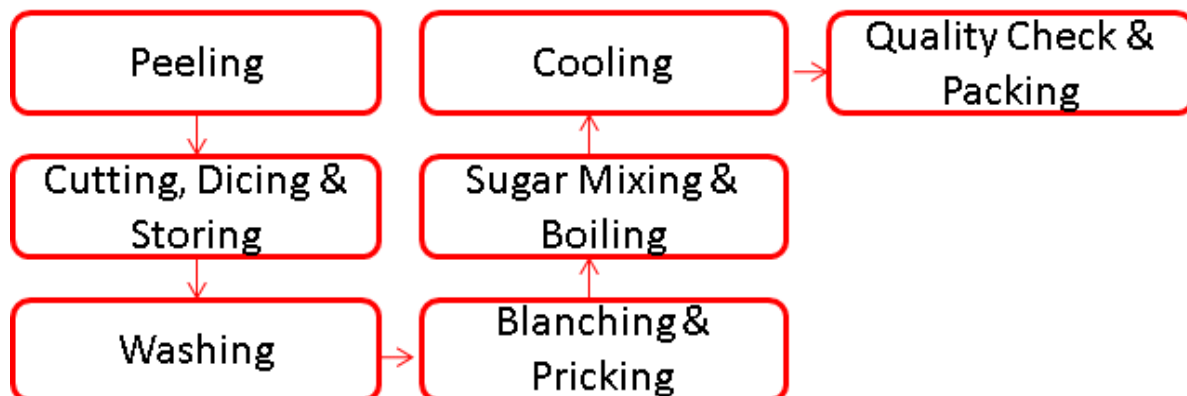 Peeling
Cutting, Dicing &
Storing
Washing
Blanching &
Pricking
Sugar Mixing &
Boiling
Cooling
Quality Check &
Packing